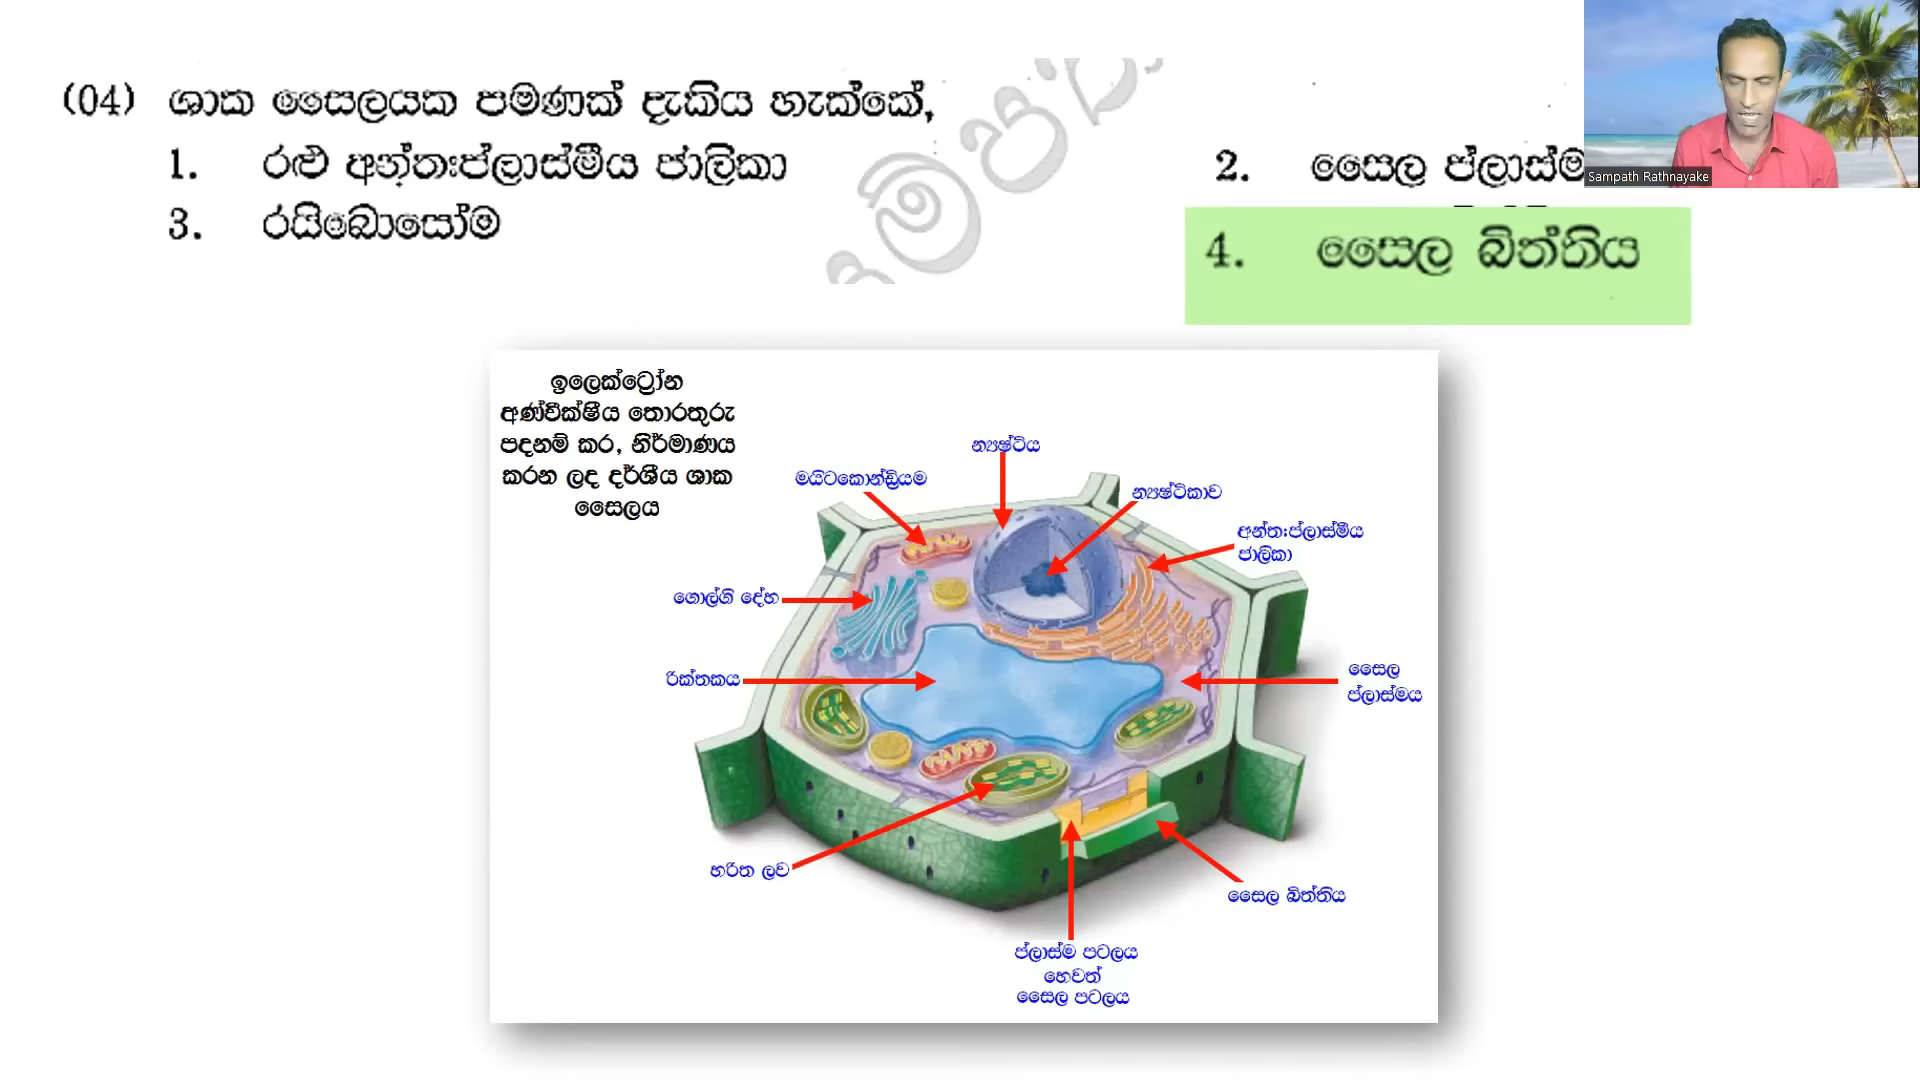 (04) ශාක සෛලයක පමණක් දැකිය හැක්කේ,
1. රළු අන්තඃප්ලාස්මීය ජාලිකා
2. සෛල ප්ලාස්ම
3. රයිබොසෝම
4. සෛල බිත්තිය
Sampath Rathnayake
ඉලෙක්ට්‍රෝන
අණ්වීක්ෂීය තොරතුරු
පදනම් කර, නිර්මාණය
කරන ලද දර්ශීය ශාක
සෛලය
න්‍යෂ්ටිය
මයිටකොන්ඩ්‍රියම
න්‍යෂ්ටිකාව
අන්තඃප්ලාස්මීය
ජාලිකා
ගොල්ගි දේහ
රික්තකය
සෛල
ප්ලාස්මය
හරිත ලව
සෛල බිත්තිය
ප්ලාස්ම පටලය
හෙවත්
සෛල පටලය